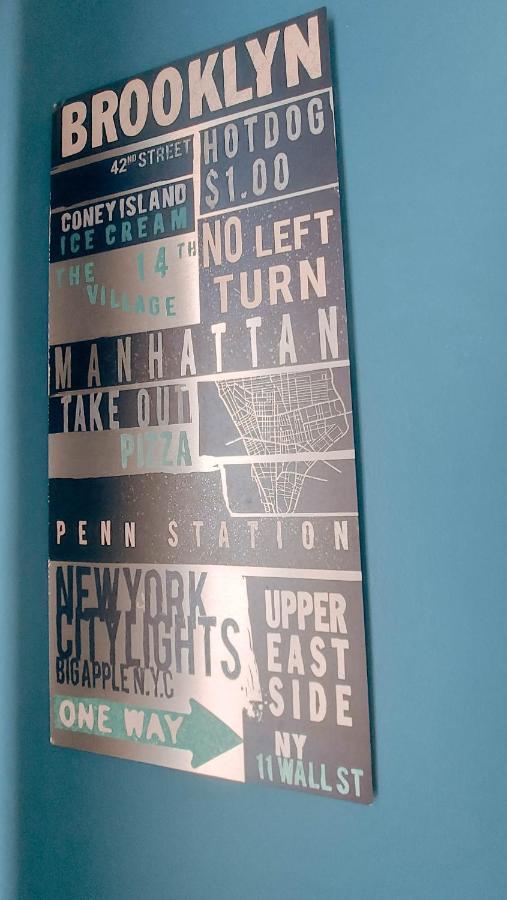 BROOKLYN
42ND STREET
HOTDOG
$1.00
CONEY ISLAND
ICE CREAM
THE 14TH
VILLAGE
NO LEFT
TURN
MANHATTAN
TAKE OUT
PIZZA
PENN STATION
NEWYORK
CITYLIGHTS
BIGAPPLE N.Y.C
ONE WAY
UPPER
EAST
SIDE
NY
11 WALL ST